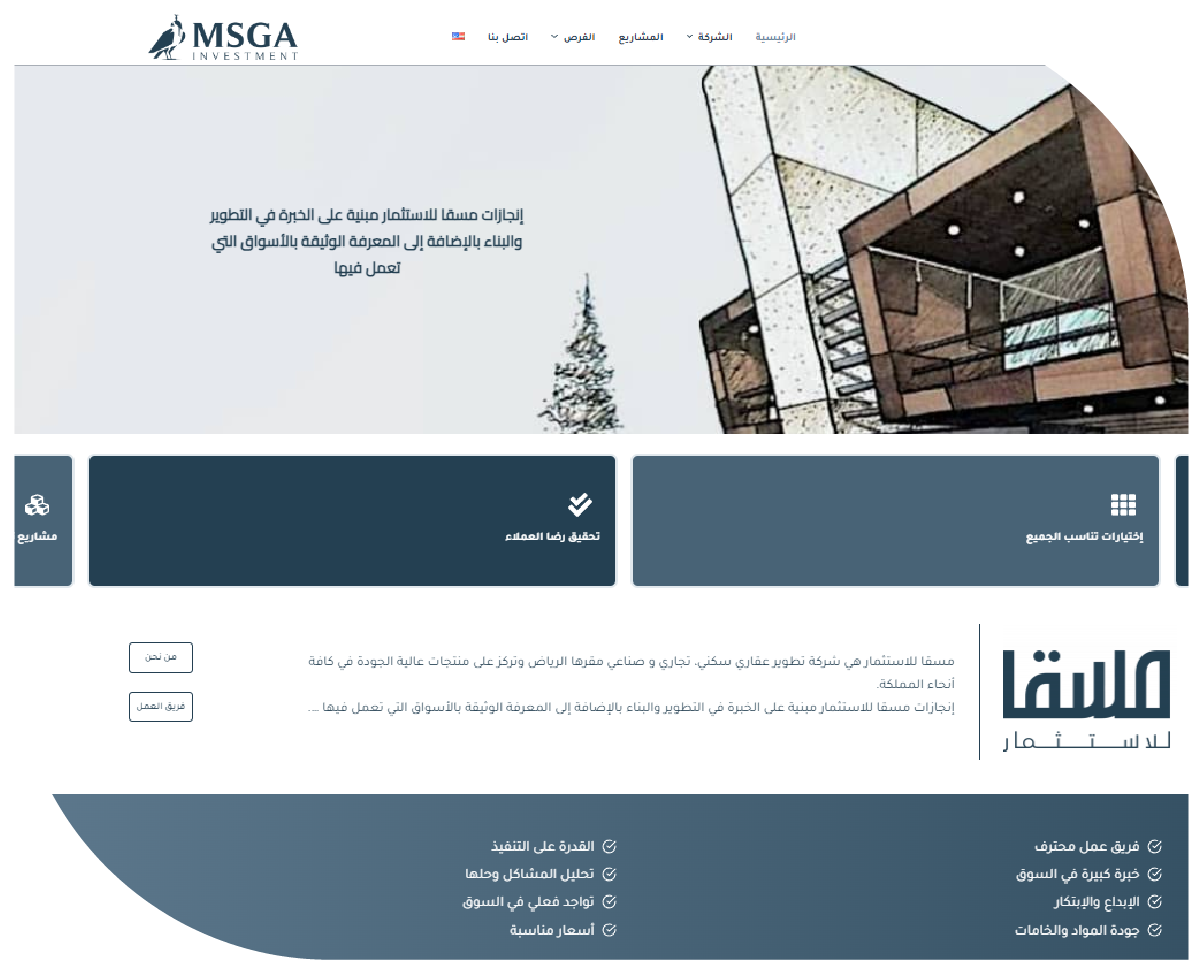 MSGA
INVESTMENT
الرئيسية
الشركة
المشاريع
الفرص
اتصل بنا
إنجازات مسقا للاستثمار مبنية على الخبرة في التطوير
والبناء بالإضافة إلى المعرفة الوثيقة بالأسواق التي
تعمل فيها
إختيارات تناسب الجميع
تحقيق رضا العملاء
مشاريع
مسقا
للاستثمار
مسقا للاستثمار هي شركة تطوير عقاري سكني، تجاري و صناعي مقرها الرياض وتركز على منتجات عالية الجودة في كافة
أنحاء المملكة.
إنجازات مسقا للاستثمار مبنية على الخبرة في التطوير والبناء بالإضافة إلى المعرفة الوثيقة بالأسواق التي تعمل فيها ...
من نحن
فريق العمل
فريق عمل محترف
خبرة كبيرة في السوق
الإبداع والإبتكار
جودة المواد والخامات
القدرة على التنفيذ
تحليل المشاكل وحلها
تواجد فعلي في السوق
أسعار مناسبة